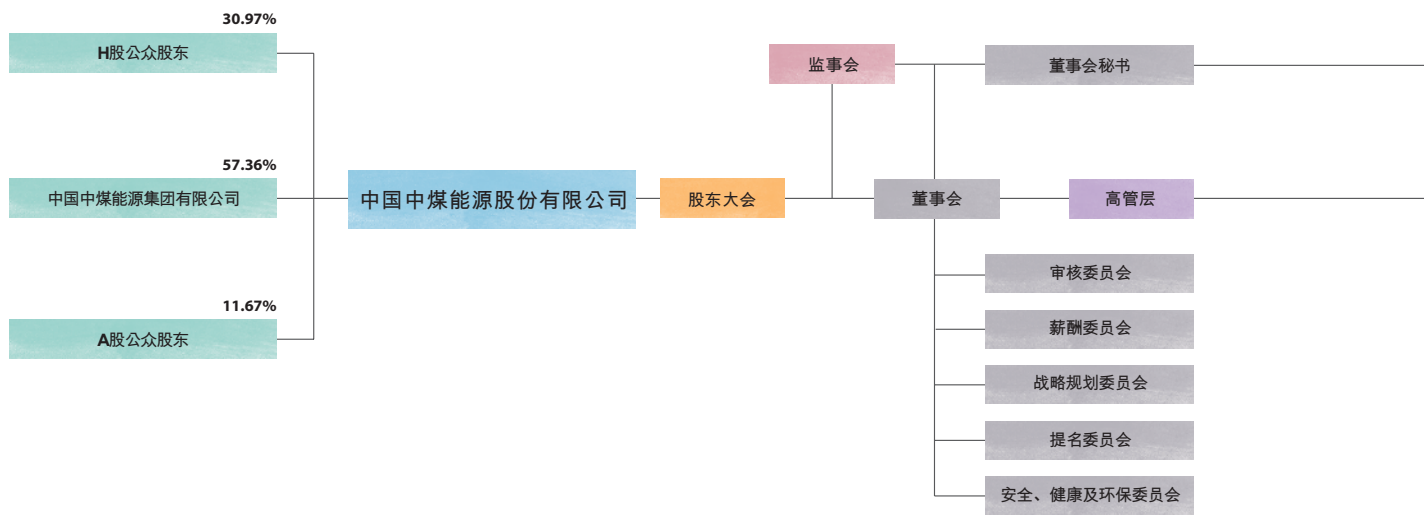 30.97%
H股公众股东
57.36%
中国中煤能源集团有限公司
11.67%
A股公众股东
中国中煤能源股份有限公司
股东大会
监事会
董事会秘书
董事会
高管层
审核委员会
薪酬委员会
战略规划委员会
提名委员会
安全、健康及环保委员会